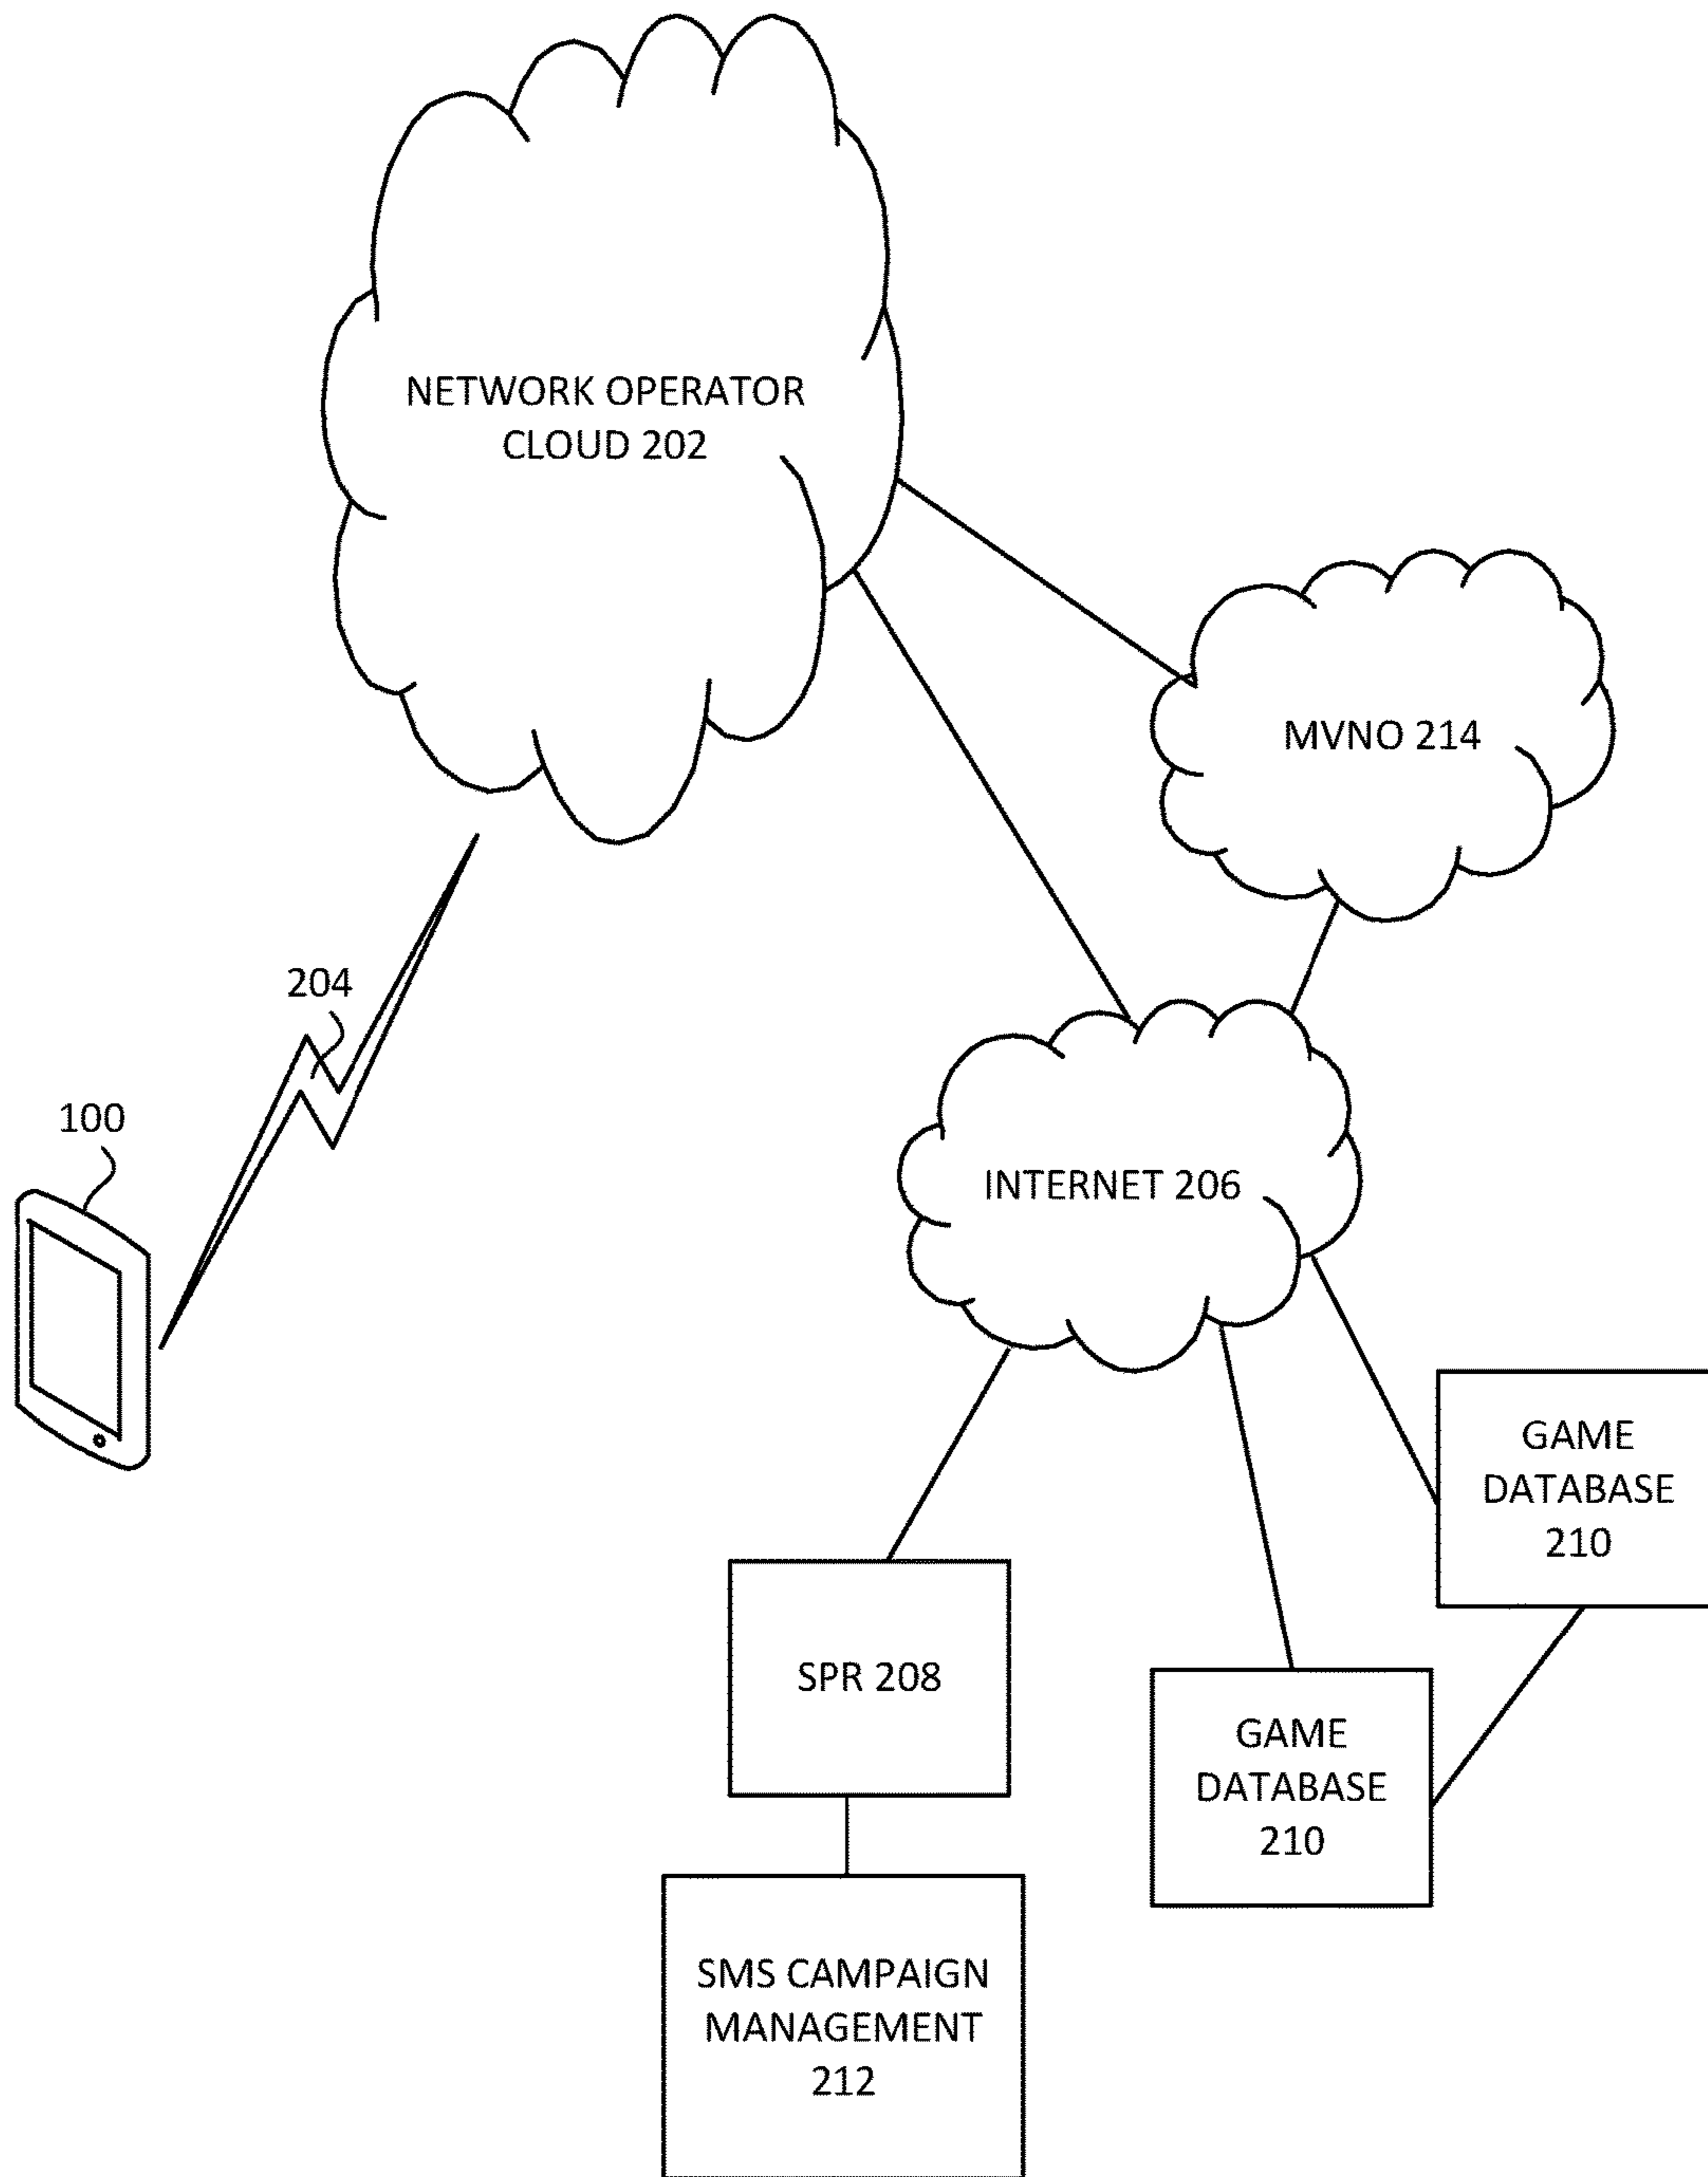 NETWORK OPERATOR
CLOUD 202
MVNO 214
204
100
INTERNET 206
GAME
DATABASE
210
SPR 208
GAME
DATABASE
210
SMS CAMPAIGN
MANAGEMENT
212